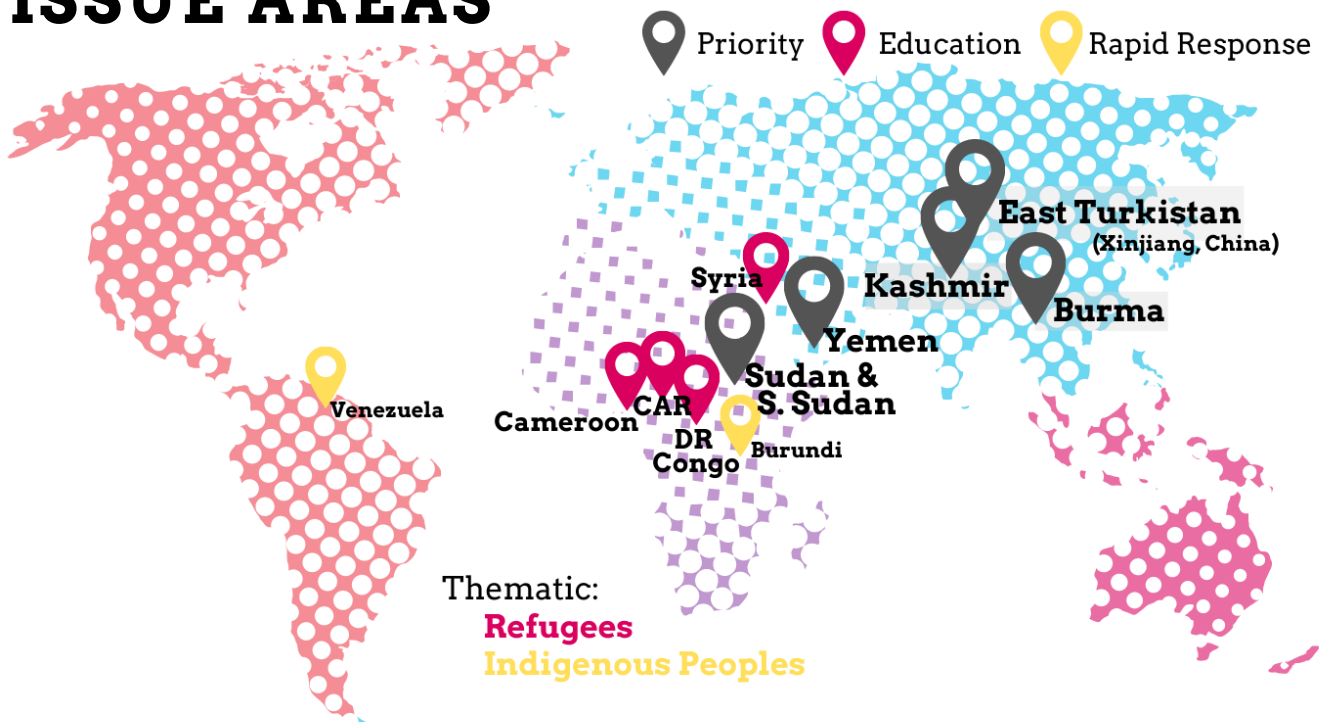 ISSUE AREAS
Priority
Education
Rapid Response
East Turkistan
(Xinjiang, China)
Syria
Kashmir
Burma
Yemen
Sudan &
S. Sudan
Venezuela
CAR
Cameroon
DR
Congo
Burundi
Thematic:
Refugees
Indigenous Peoples